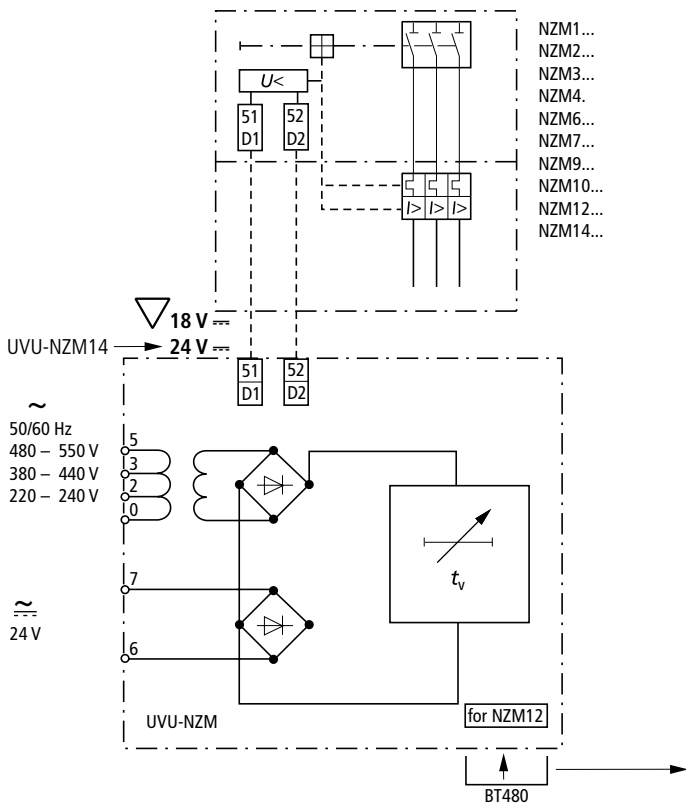 NZM1...
NZM2...
NZM3...
NZM4.
NZM6...
NZM7...
NZM9...
NZM10...
NZM12...
NZM14...
U<
51 52
D1 D2
I> I> I>
18 V
UVU-NZM14 24 V
51 52
D1 D2
~
50/60 Hz
480 – 550 V 5
380 – 440 V 3
220 – 240 V 2
0
tv
7
24 V
6
UVU-NZM
for NZM12
BT480